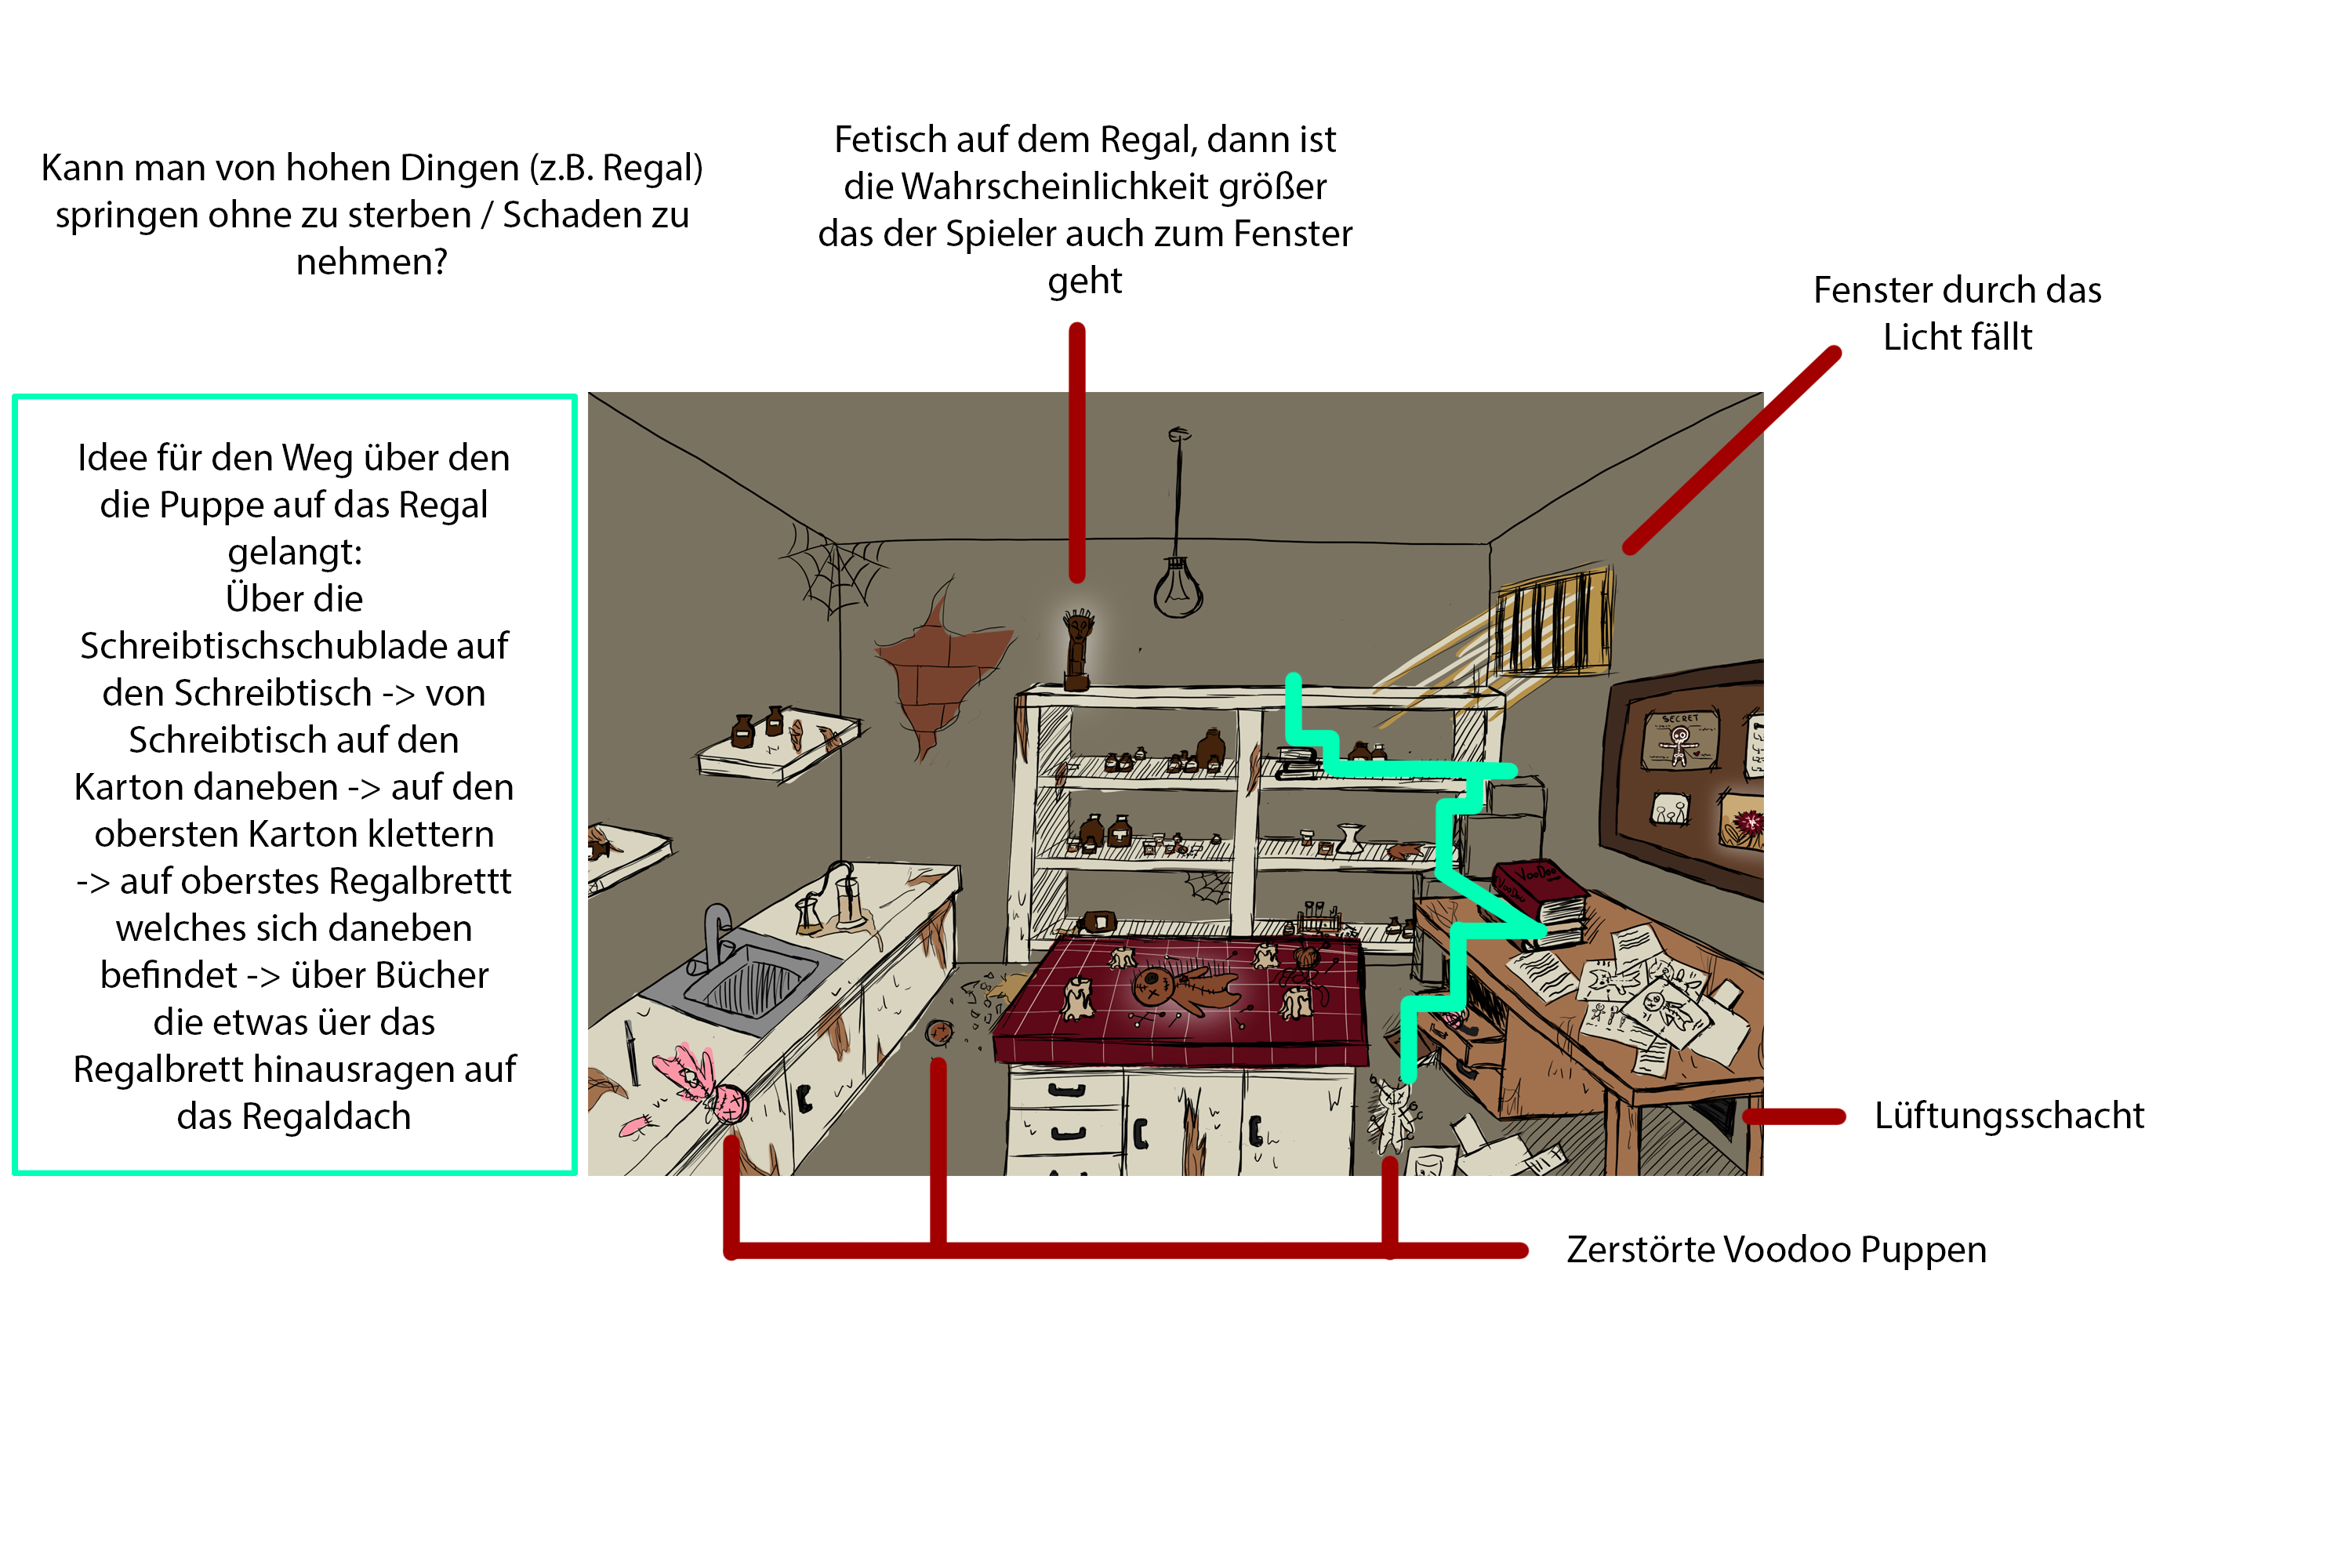 Kann man von hohen Dingen (z.B. Regal)
springen ohne zu sterben / Schaden zu
nehmen?
Fetisch auf dem Regal, dann ist
die Wahrscheinlichkeit größer
das der Spieler auch zum Fenster
geht
Fenster durch das
Licht fällt
Idee für den Weg über den
die Puppe auf das Regal
gelangt:
Über die
Schreibtischschublade auf
den Schreibtisch -> von
Schreibtisch auf den
Karton daneben -> auf den
obersten Karton klettern
-> auf oberstes Regalbrettt
welches sich daneben
befindet -> über Bücher
die etwas üer das
Regalbrett hinausragen auf
das Regaldach
SECRET
VooDoo
VooDoo
Lüftungsschacht
Zerstörte Voodoo Puppen